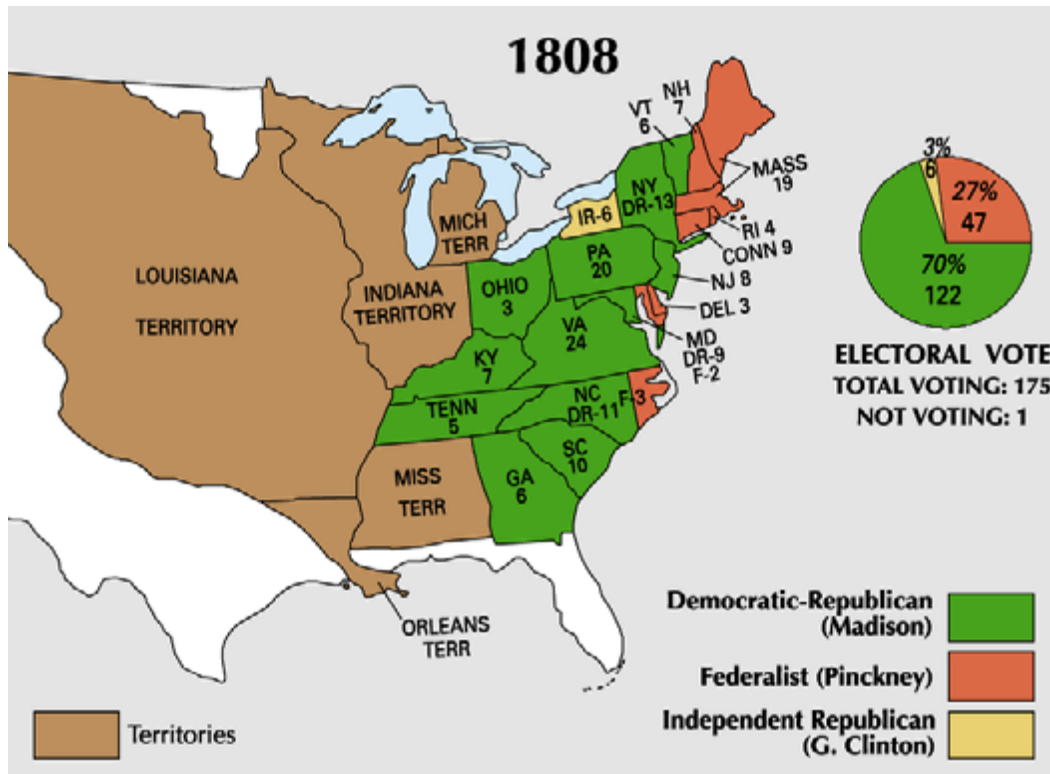 1808
VT
6
NH
7
MASS
19
NY
DR-13
IR-6
RI 4
CONN 9
MICH
TERR
PA
20
NJ 8
LOUISIANA
TERRITORY
INDIANA
TERRITORY
OHIO
3
DEL 3
VA
24
MD
DR-9
F-2
KY
7
NC
DR-11
F-3
TENN
5
SC
10
MISS
TERR
GA
6
ORLEANS
TERR
3%
6
27%
47
70%
122
ELECTORAL VOTE
TOTAL VOTING: 175
NOT VOTING: 1
Democratic-Republican
(Madison)
Federalist (Pinckney)
Independent Republican
(G. Clinton)
Territories